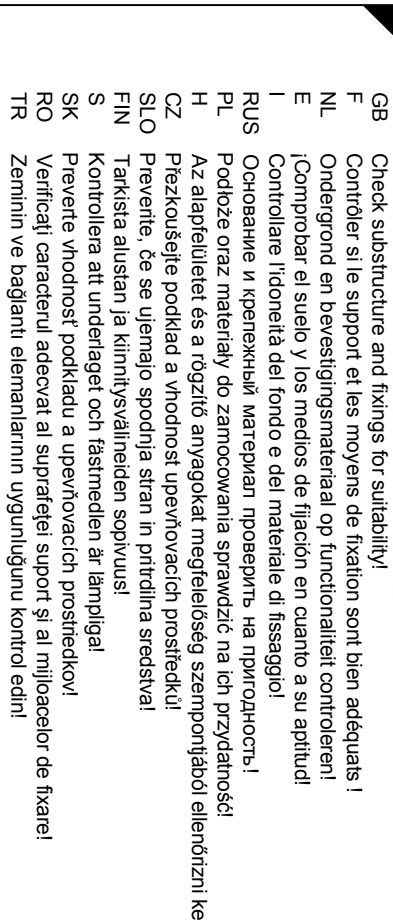 GB Check substructure and fixings for suitability!
F Contrôler si le support et les moyens de fixation sont bien adéquats !
NL Ondergrond en bevestigingsmateriaal op functionaliteit controleren!
E ¡Comprobar el suelo y los medios de fijación en cuanto a su aptitud!
I Controllare l'idoneità del fondo e del materiale di fissaggio!
RUS Основание и крепежный материал проверить на пригодность!
PL Podłoże oraz materiały do zamocowania sprawdzić na ich przydatność!
H Az alapfelületet és a rögzítő anyagokat megfelelőség szempontjából ellenőrizni ke
CZ Přezkoušejte podklad a vhodnost upevňovacích prostředků!
SLO Preverite, če se ujemajo spodnja stran in pritrdilna sredstva!
FIN Tarkista alustan ja kiinnitysvälineiden sopivuus!
S Kontrollera att underlaget och fästmedlen är lämpliga!
SK Preverte vhodnosť podkladu a upevňovacích prostriedkov!
RO Verificaţi caracterul adecvat al suprafeţei suport şi al mijloacelor de fixare!
TR Zeminin ve bağlantı elemanlarının uygunluğunu kontrol edin!